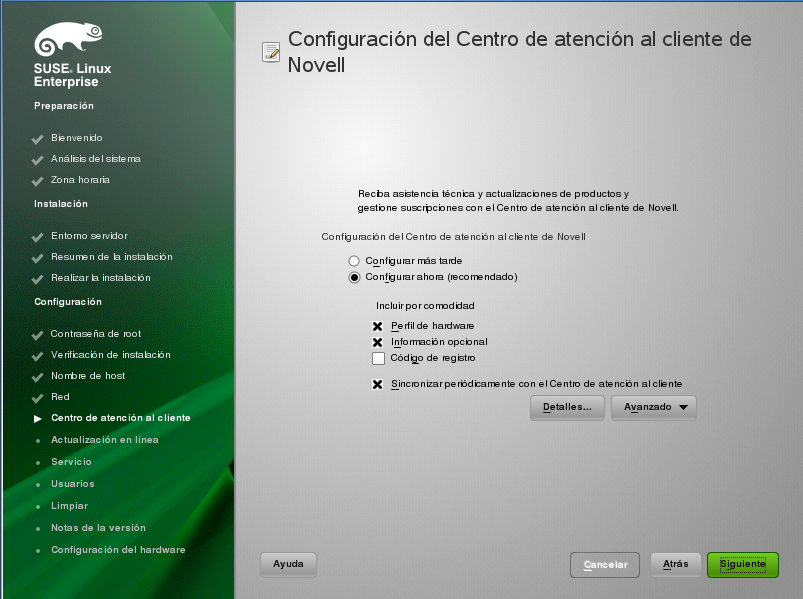 SUSE® Linux
Enterprise
Preparación
Bienvenido
Análisis del sistema
Zona horaria
Instalación
Entorno servidor
Resumen de la instalación
Realizar la instalación
Configuración
Contraseña de root
Verificación de instalación
Nombre de host
Red
Centro de atención al cliente
Actualización en línea
Servicio
Usuarios
Limpiar
Notas de la versión
Configuración del hardware
Configuración del Centro de atención al cliente de
Novell
Reciba asistencia técnica y actualizaciones de productos y
gestione suscripciones con el Centro de atención al cliente de Novell.
Configuración del Centro de atención al cliente de Novell
Configurar más tarde
Configurar ahora (recomendado)
Incluir por comodidad
Perfil de hardware
Información opcional
Código de registro
Sincronizar periódicamente con el Centro de atención al cliente
Detalles... Avanzado
Ayuda Cancelar Atrás Siguiente